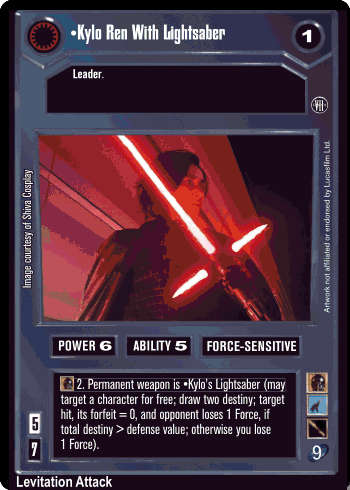 •Kylo Ren With Lightsaber
1
Leader.
VII
Image courtesy of Shiva Cosplay
Artwork not affiliated or endorsed by Lucasfilm Ltd.
POWER 6 ABILITY 5 FORCE-SENSITIVE
2. Permanent weapon is •Kylo's Lightsaber (may
target a character for free; draw two destiny; target
hit, its forfeit = 0, and opponent loses 1 Force, if
total destiny > defense value; otherwise you lose
1 Force).
5
7
9
Levitation Attack